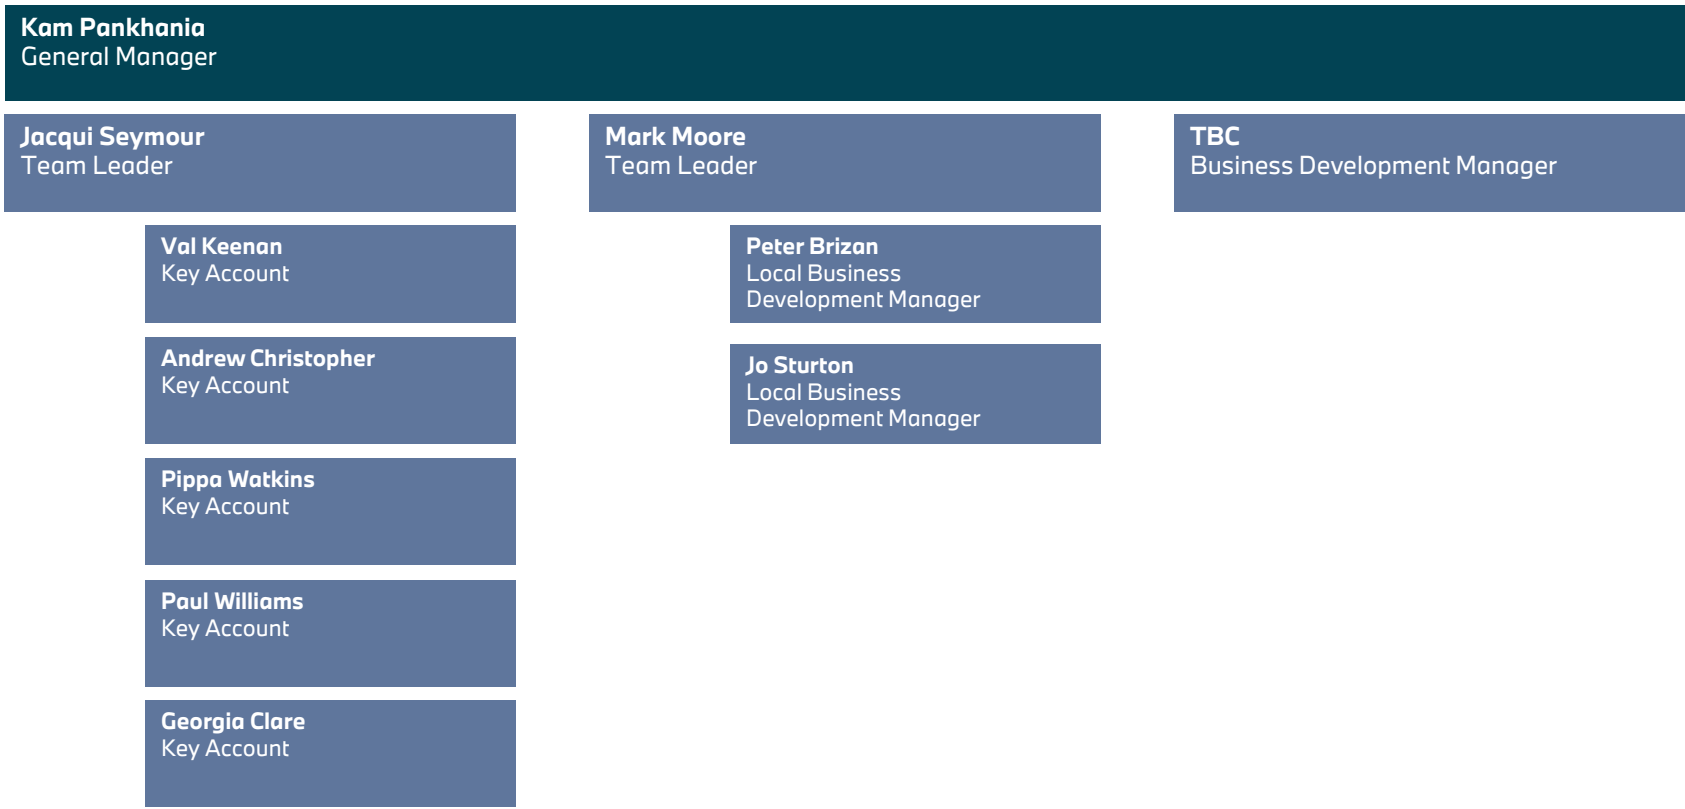 Kam Pankhania
General Manager
Jacqui Seymour
Team Leader
Val Keenan
Key Account
Andrew Christopher
Key Account
Pippa Watkins
Key Account
Paul Williams
Key Account
Georgia Clare
Key Account
Mark Moore
Team Leader
Peter Brizan
Local Business
Development Manager
Jo Sturton
Local Business
Development Manager
TBC
Business Development Manager